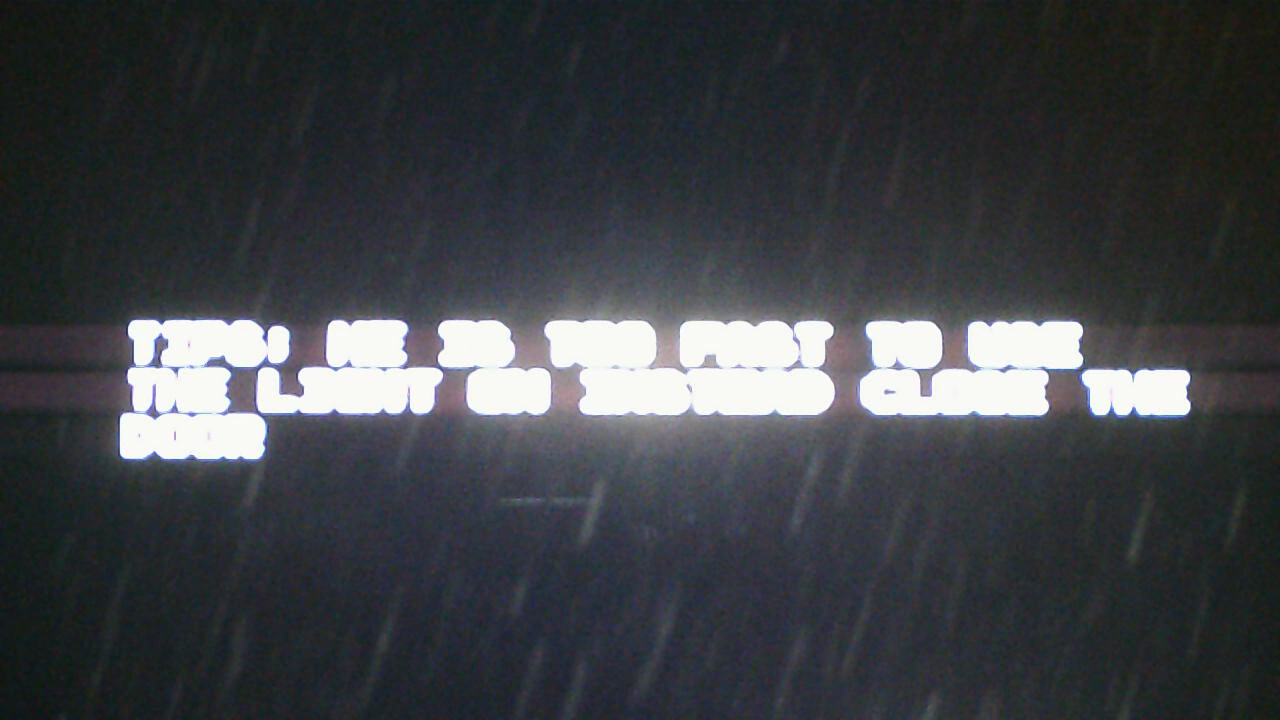 TIPS: HE IS TOO FAST TO USE
THE LIGHT ON INSTEAD CLOSE THE
DOOR